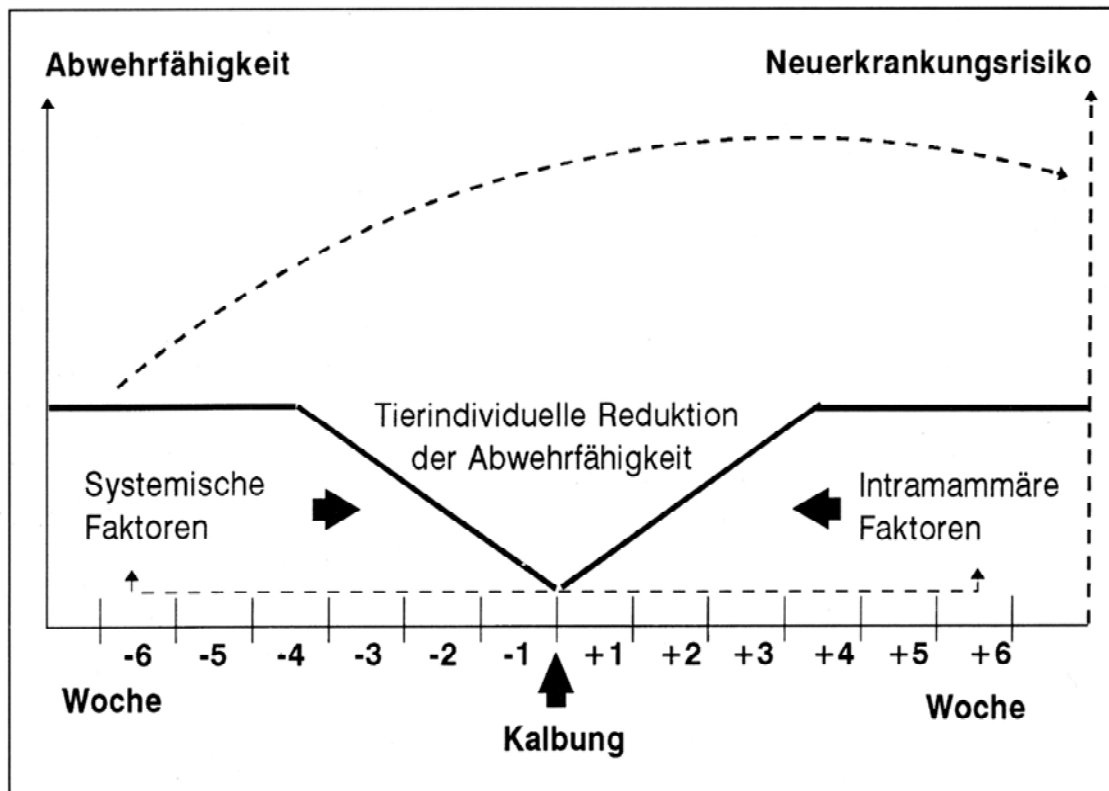 Abwehrfähigkeit
Neuerkrankungsrisiko
Tierindividuelle Reduktion
der Abwehrfähigkeit
Systemische
Faktoren
Intramammäre
Faktoren
-6 -5 -4 -3 -2 -1 +1 +2 +3 +4 +5 +6
Woche
Woche
Kalbung